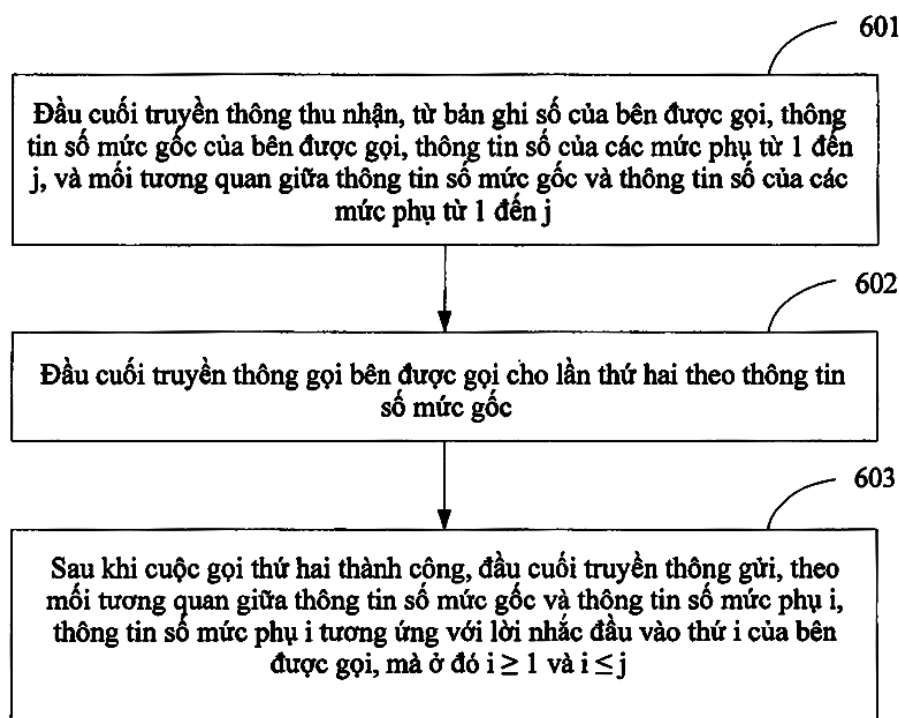 601
Đầu cuối truyền thông thu nhận, từ bản ghi số của bên được gọi, thông
tin số mức gốc của bên được gọi, thông tin số của các mức phụ từ 1 đến
j, và mối tương quan giữa thông tin số mức gốc và thông tin số của các
mức phụ từ 1 đến j
602
Đầu cuối truyền thông gọi bên được gọi cho lần thứ hai theo thông tin
số mức gốc
603
Sau khi cuộc gọi thứ hai thành công, đầu cuối truyền thông gửi, theo
mối tương quan giữa thông tin số mức gốc và thông tin số mức phụ i,
thông tin số mức phụ i tương ứng với lời nhắc đầu vào thứ i của bên
được gọi, mà ở đó i ≥ 1 và i ≤ j